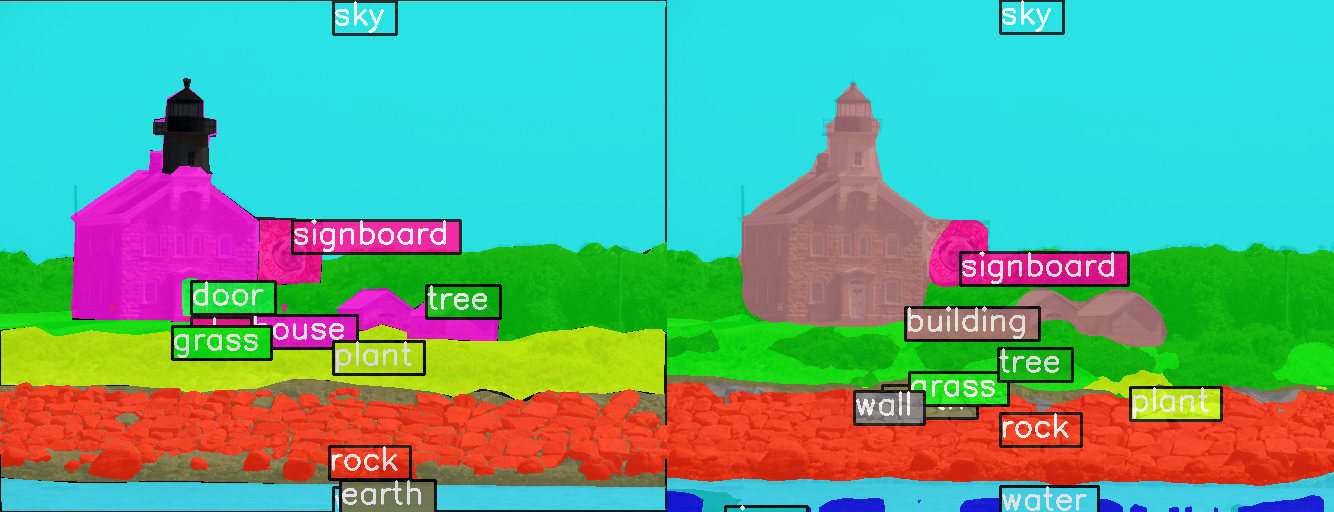 sky
signboard
door
tree
house
grass
plant
rock
earth
sky
signboard
building
tree
grass
plant
wall
rock
water